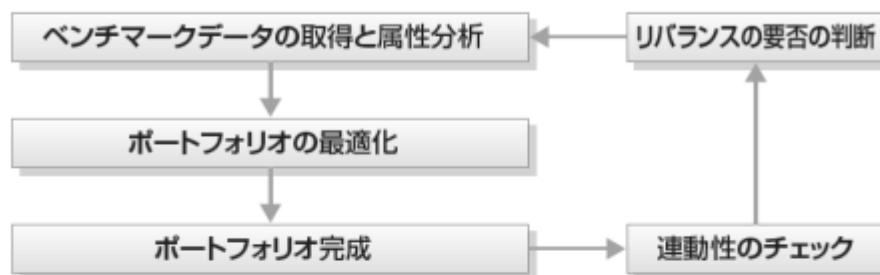 ベンチマークデータの取得と属性分析
リバランスの要否の判断
ポートフォリオの最適化
ポートフォリオ完成
連動性のチェック